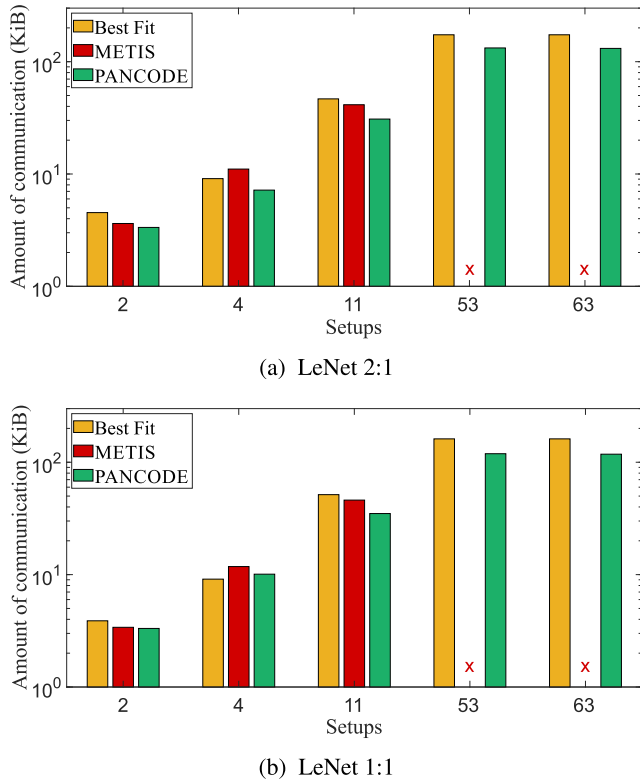 Amount of communication (KiB)
10^2
10^1
10^0
Best Fit
METIS
PANCODE
x x
2 4 11 53 63
Setups
(a) LeNet 2:1
Amount of communication (KiB)
10^2
10^1
10^0
Best Fit
METIS
PANCODE
x x
2 4 11 53 63
Setups
(b) LeNet 1:1